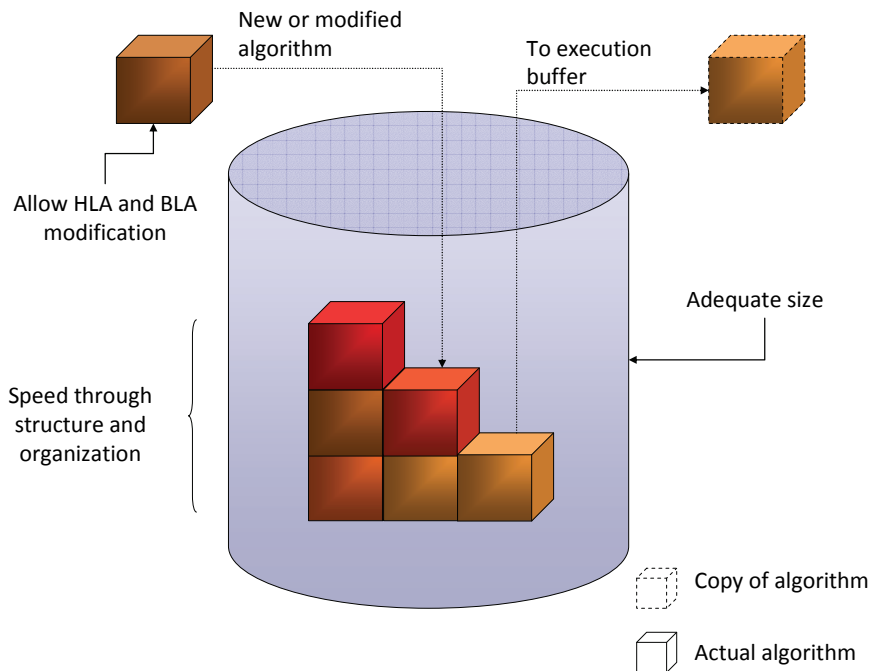 New or modified
algorithm
To execution
buffer
Allow HLA and BLA
modification
Adequate size
Speed through
structure and
organization
Copy of algorithm
Actual algorithm